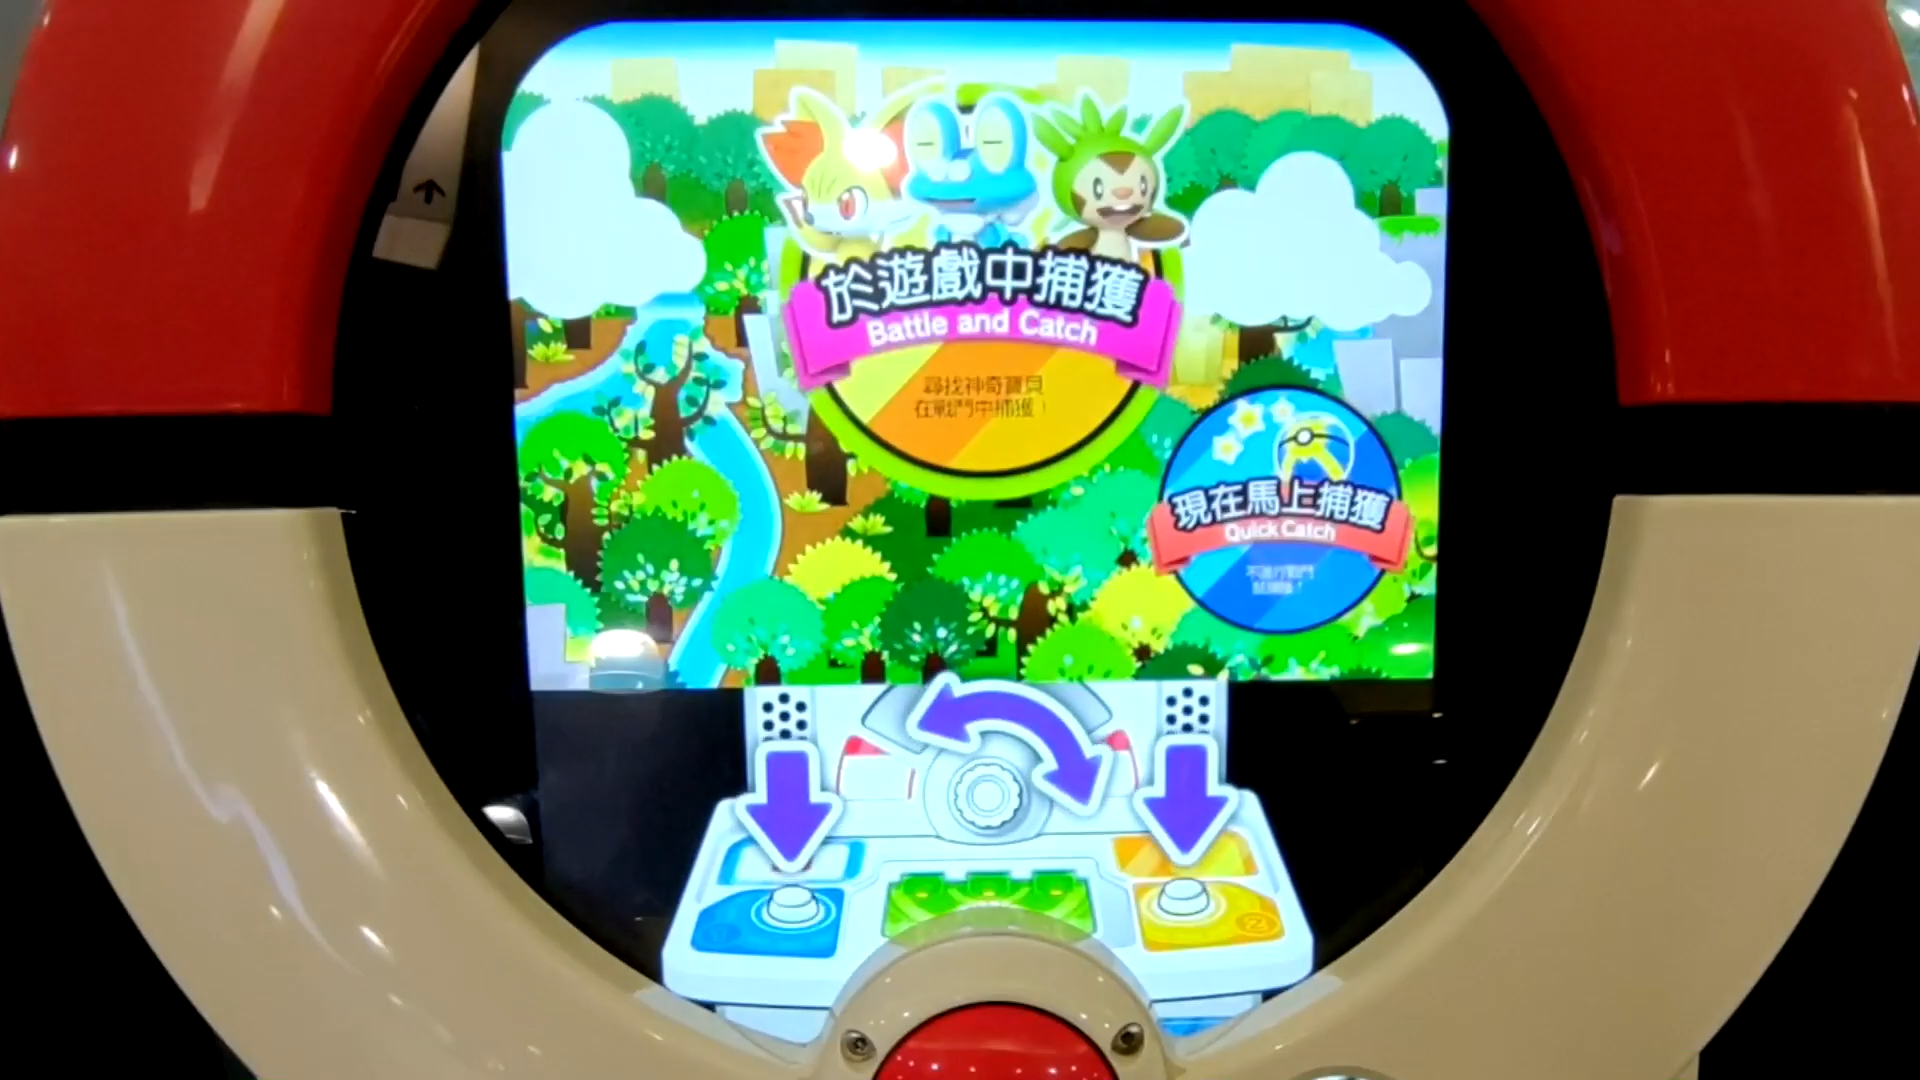 於遊戲中捕獲
Battle and Catch
尋找神奇寶貝
在戰鬥中捕獲！
現在馬上捕獲
Quick Catch
2